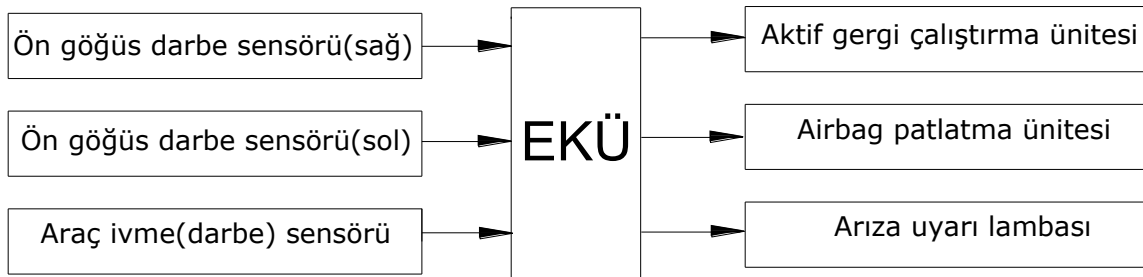 Ön göğüs darbe sensörü(sağ)
Ön göğüs darbe sensörü(sol)
Araç ivme(darbe) sensörü
EKÜ
Aktif gergi çalıştırma ünitesi
Airbag patlatma ünitesi
Arıza uyarı lambası